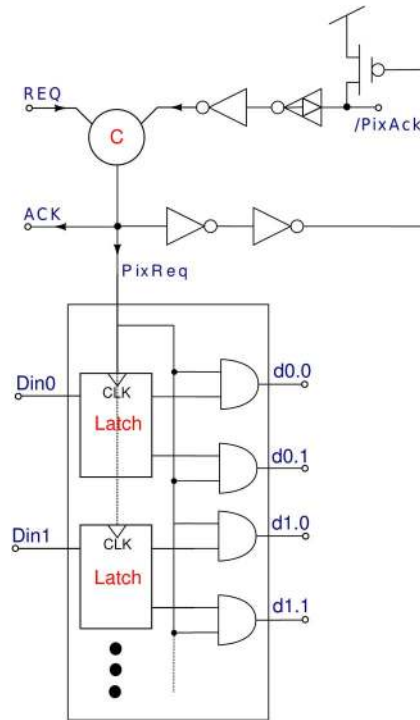 REQ
C
/PixAck
ACK
PixReq
Din0
CLK
Latch
d0.0
d0.1
Din1
CLK
Latch
d1.0
d1.1